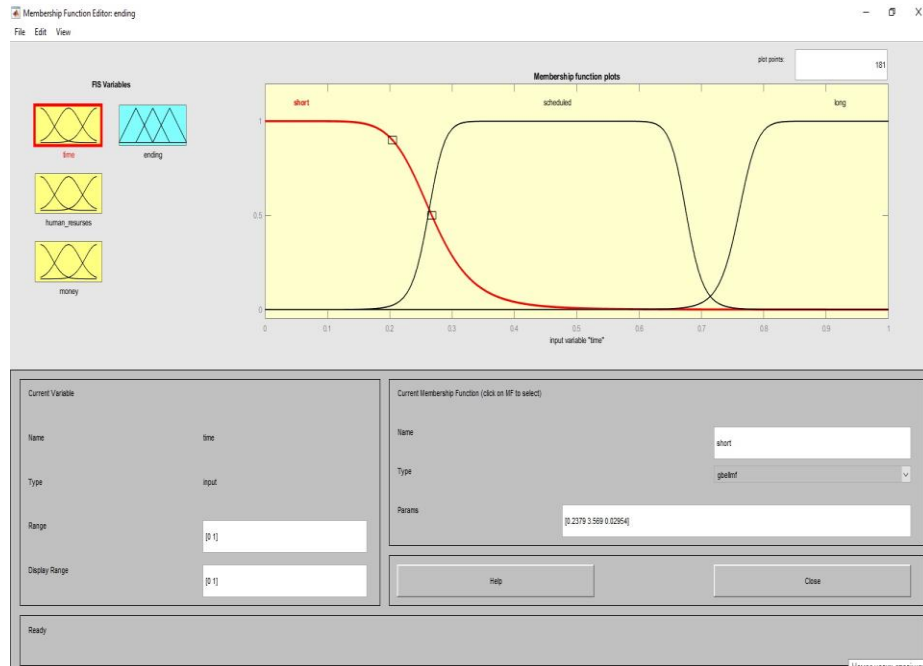 Membership Function Editor: ending
File Edit View
FIS Variables
time
ending
human_resurses
money
plot points:
181
Membership function plots
short
scheduled
long
1
0.5
0
0 0.1 0.2 0.3 0.4 0.5 0.6 0.7 0.8 0.9 1
input variable "time"
Current Variable
Name time
Type input
Range [0 1]
Display Range [0 1]
Current Membership Function (click on MF to select)
Name short
Type gbellmf
Params [0.2379 3.569 0.02954]
Help
Close
Ready